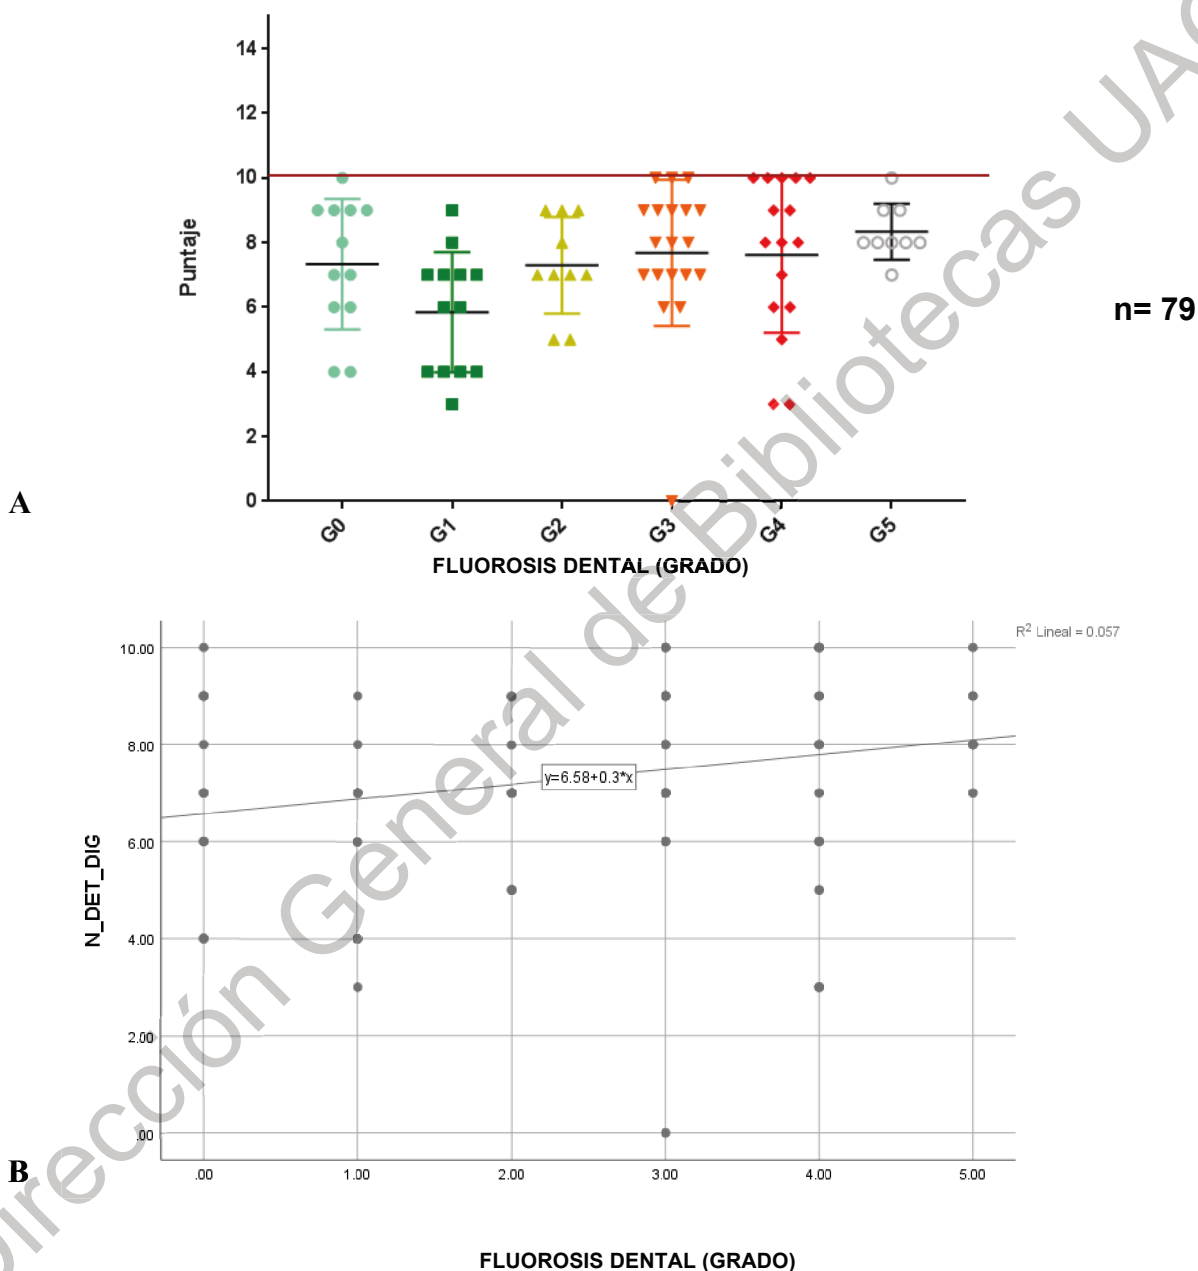 14
12
10
8
6
4
2
0
Puntaje
G0 G1 G2 G3 G4 G5
FLUOROSIS DENTAL (GRADO)
n= 79
A
R² Lineal = 0.057
10.00
8.00
6.00
4.00
2.00
.00
N_DET_DIG
y=6.58+0.3*x
.00 1.00 2.00 3.00 4.00 5.00
B
FLUOROSIS DENTAL (GRADO)
Dirección General de Bibliotecas UAQ